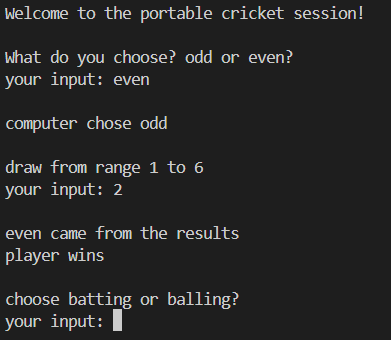 Welcome to the portable cricket session!
What do you choose? odd or even?
your input: even
computer chose odd
draw from range 1 to 6
your input: 2
even came from the results
player wins
choose batting or balling?
your input: